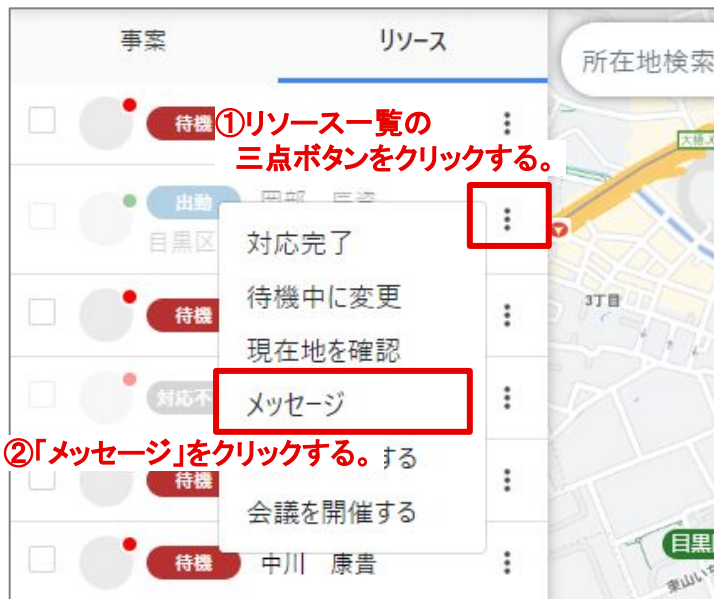 事案 リソース
所在地検索
待機
①リソース一覧の
三点ボタンをクリックする。
出動
目黒区
対応完了
待機中に変更
3丁目
待機
現在地を確認
メッセージ
②「メッセージ」をクリックする。
する
待機
会議を開催する
待機 中川 康貴
目黒